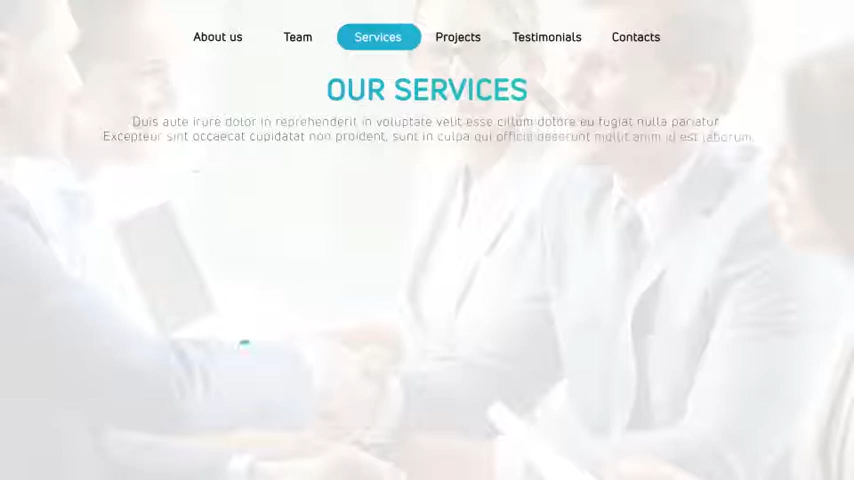 About us Team Services Projects Testimonials Contacts
OUR SERVICES
Duis aute irure dolor in reprehenderit in voluptate velit esse cillum dolore eu fugiat nulla pariatur
Excepteur sint occaecat cupidatat non proident, sunt in culpa qui officia deserunt mollit anim id est laborum.